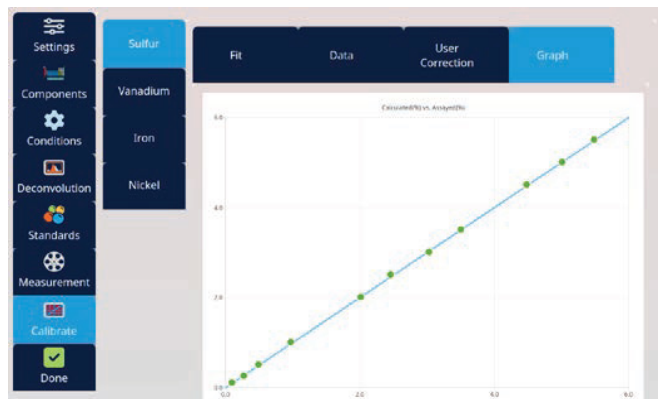 Settings
Components
Conditions
Deconvolution
Standards
Measurement
Calibrate
Done
Sulfur
Vanadium
Iron
Nickel
Fit
Data
User
Correction
Graph
Calculated(%) vs. Assayed(%)
6.0
4.0
2.0
0.0
0.0
2.0
4.0
6.0